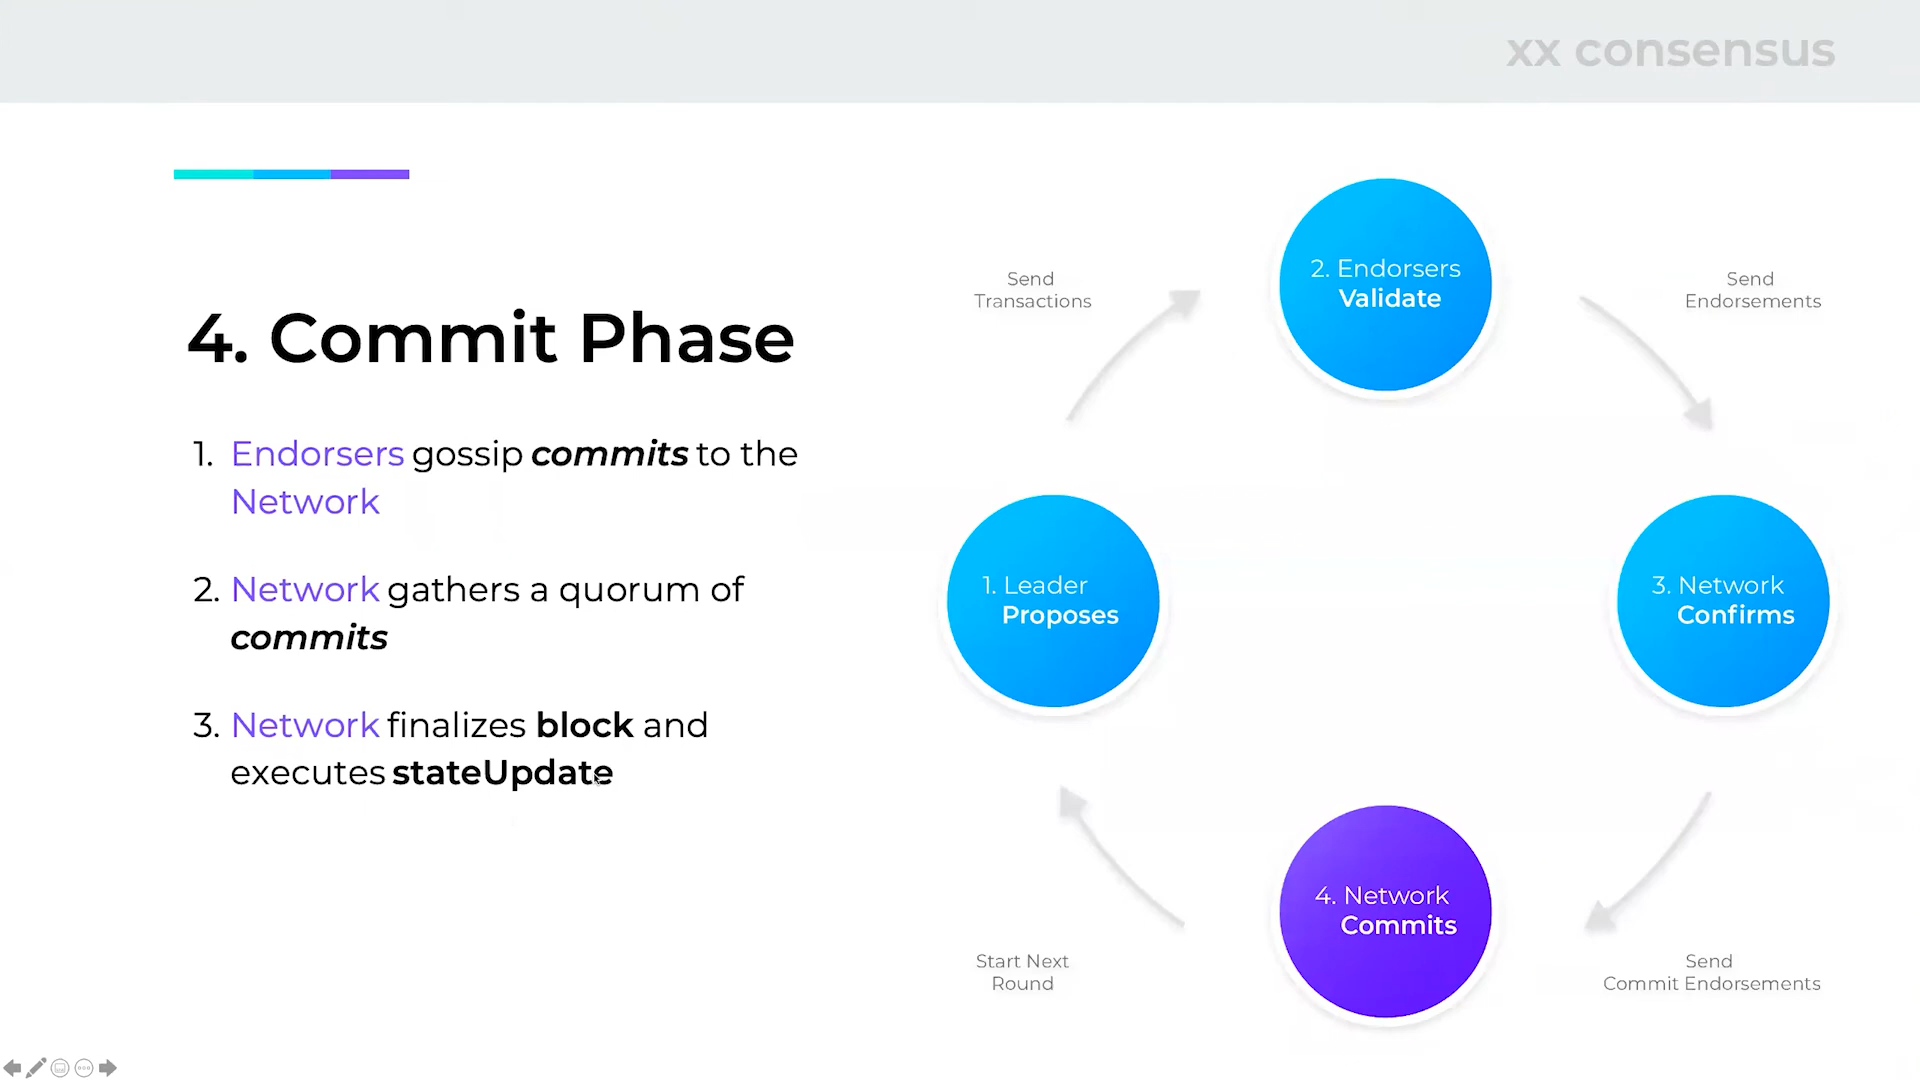 xx consensus
4. Commit Phase
1. Endorsers gossip commits to the
Network
2. Network gathers a quorum of
commits
3. Network finalizes block and
executes stateUpdate
Send
Transactions
2. Endorsers
Validate
Send
Endorsements
1. Leader
Proposes
3. Network
Confirms
4. Network
Commits
Start Next
Round
Send
Commit Endorsements